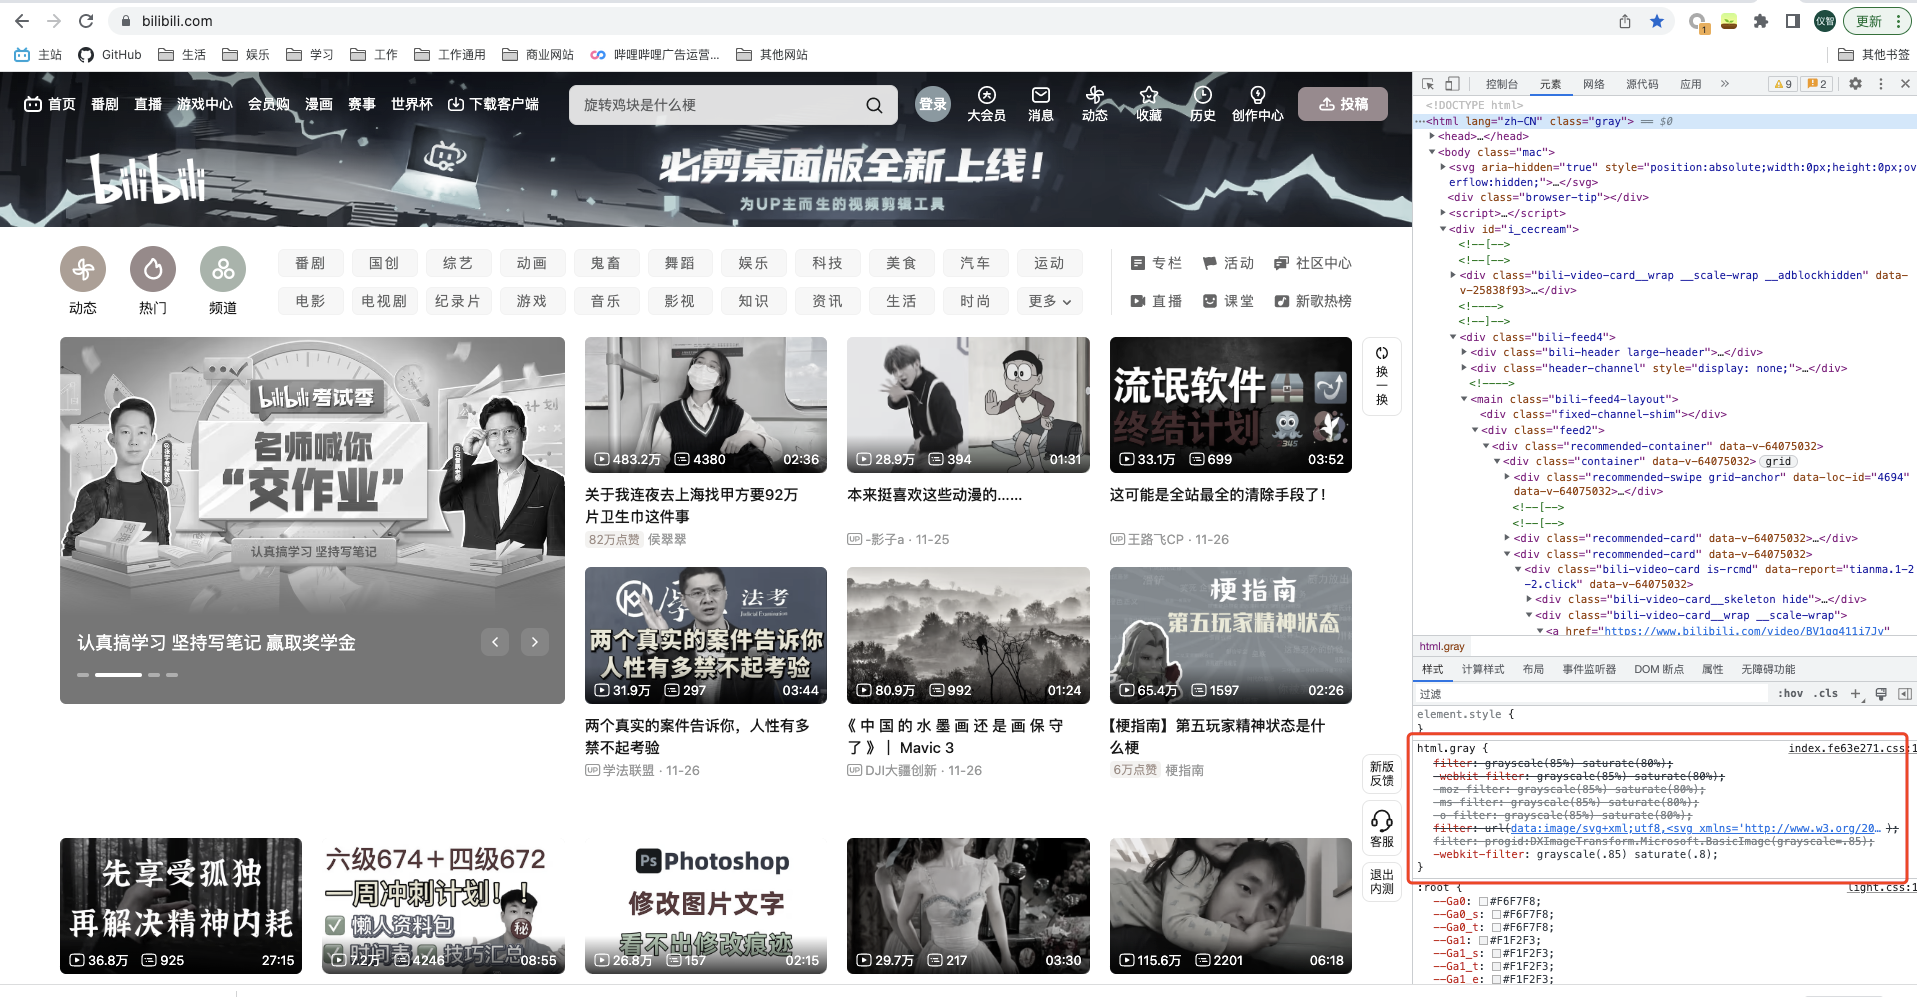 bilibili.com
更新
主站 GitHub 生活 娱乐 学习 工作 工作通用 商业网站 哔哩哔哩广告运营... 其他网站 其他书签
首页 番剧 直播 游戏中心 会员购 漫画 赛事 世界杯 下载客户端
旋转鸡块是什么梗
登录 大会员 消息 动态 收藏 历史 创作中心 投稿
bilibili
必剪桌面版全新上线!
为UP主而生的视频剪辑工具
动态 热门 频道
番剧 国创 综艺 动画 鬼畜 舞蹈 娱乐 科技 美食 汽车 运动
电影 电视剧 纪录片 游戏 音乐 影视 知识 资讯 生活 时尚 更多
专栏 活动 社区中心
直播 课堂 新歌热榜
bilibili 考试季
名师喊你
“交作业”
认真搞学习 坚持写笔记
认真搞学习 坚持写笔记 赢取奖学金
483.2万 4380 02:36
关于我连夜去上海找甲方要92万
片卫生巾这件事
82万点赞 侯翠翠
28.9万 394 01:31
本来挺喜欢这些动漫的......
UP -影子a · 11-25
流氓软件
终结计划
345
33.1万 699 03:52
这可能是全站最全的清除手段了！
UP 王路飞CP · 11-26
换一换
法考
Judicial Examination
两个真实的案件告诉你
人性有多禁不起考验
31.9万 297 03:44
两个真实的案件告诉你，人性有多
禁不起考验
UP 学法联盟 · 11-26
80.9万 992 01:24
《 中 国 的 水 墨 画 还 是 画 保 守
了 》｜ Mavic 3
UP DJI大疆创新 · 11-26
梗指南
第五玩家精神状态
65.4万 1597 02:26
【梗指南】第五玩家精神状态是什
么梗
6万点赞 梗指南
新版
反馈
客服
退出
内测
先享受孤独
再解决精神内耗
36.8万 925 27:15
六级674＋四级672
一周冲刺计划！！
懒人资料包
时间表 技巧汇总
秘
7.2万 4246 08:55
Ps Photoshop
修改图片文字
看不出修改痕迹
26.8万 157 02:15
29.7万 217 03:30
115.6万 2201 06:18
控制台 元素 网络 源代码 应用 » 9 2
<!DOCTYPE html>
···<html lang="zh-CN" class="gray"> == $0
<head>…</head>
<body class="mac">
<svg aria-hidden="true" style="position:absolute;width:0px;height:0px;ov
erflow:hidden;">…</svg>
<div class="browser-tip"></div>
<script>…</script>
<div id="i_cecream">
<!--[-->
<!--[-->
<div class="bili-video-card__wrap __scale-wrap __adblockhidden" data-
v-25838f93>…</div>
<!---->
<!--]-->
<div class="bili-feed4">
<div class="bili-header large-header">…</div>
<div class="header-channel" style="display: none;">…</div>
<!---->
<main class="bili-feed4-layout">
<div class="fixed-channel-shim"></div>
<div class="feed2">
<div class="recommended-container" data-v-64075032>
<div class="container" data-v-64075032> grid
<div class="recommended-swipe grid-anchor" data-loc-id="4694"
data-v-64075032>…</div>
<!--[-->
<!--[-->
<div class="recommended-card" data-v-64075032>…</div>
<div class="recommended-card" data-v-64075032>
<div class="bili-video-card is-rcmd" data-report="tianma.1-2
-2.click" data-v-64075032>
<div class="bili-video-card__skeleton hide">…</div>
<div class="bili-video-card__wrap __scale-wrap">
<a href="https://www.bilibili.com/video/BV1gg411i7Jv"
html.gray
样式 计算样式 布局 事件监听器 DOM 断点 属性 无障碍功能
过滤 :hov .cls +
element.style {
}
html.gray { index.fe63e271.css:1
filter: grayscale(85%) saturate(80%);
-webkit-filter: grayscale(85%) saturate(80%);
-moz-filter: grayscale(85%) saturate(80%);
-ms-filter: grayscale(85%) saturate(80%);
-o-filter: grayscale(85%) saturate(80%);
filter: url(data:image/svg+xml;utf8,<svg xmlns='http://www.w3.org/20… );
filter: progid:DXImageTransform.Microsoft.BasicImage(grayscale=.85);
-webkit-filter: grayscale(.85) saturate(.8);
}
:root { light.css:1
--Ga0: #F6F7F8;
--Ga0_s: #F6F7F8;
--Ga0_t: #F6F7F8;
--Ga1: #F1F2F3;
--Ga1_s: #F1F2F3;
--Ga1_t: #F1F2F3;
--Ga1_e: #F1F2F3;